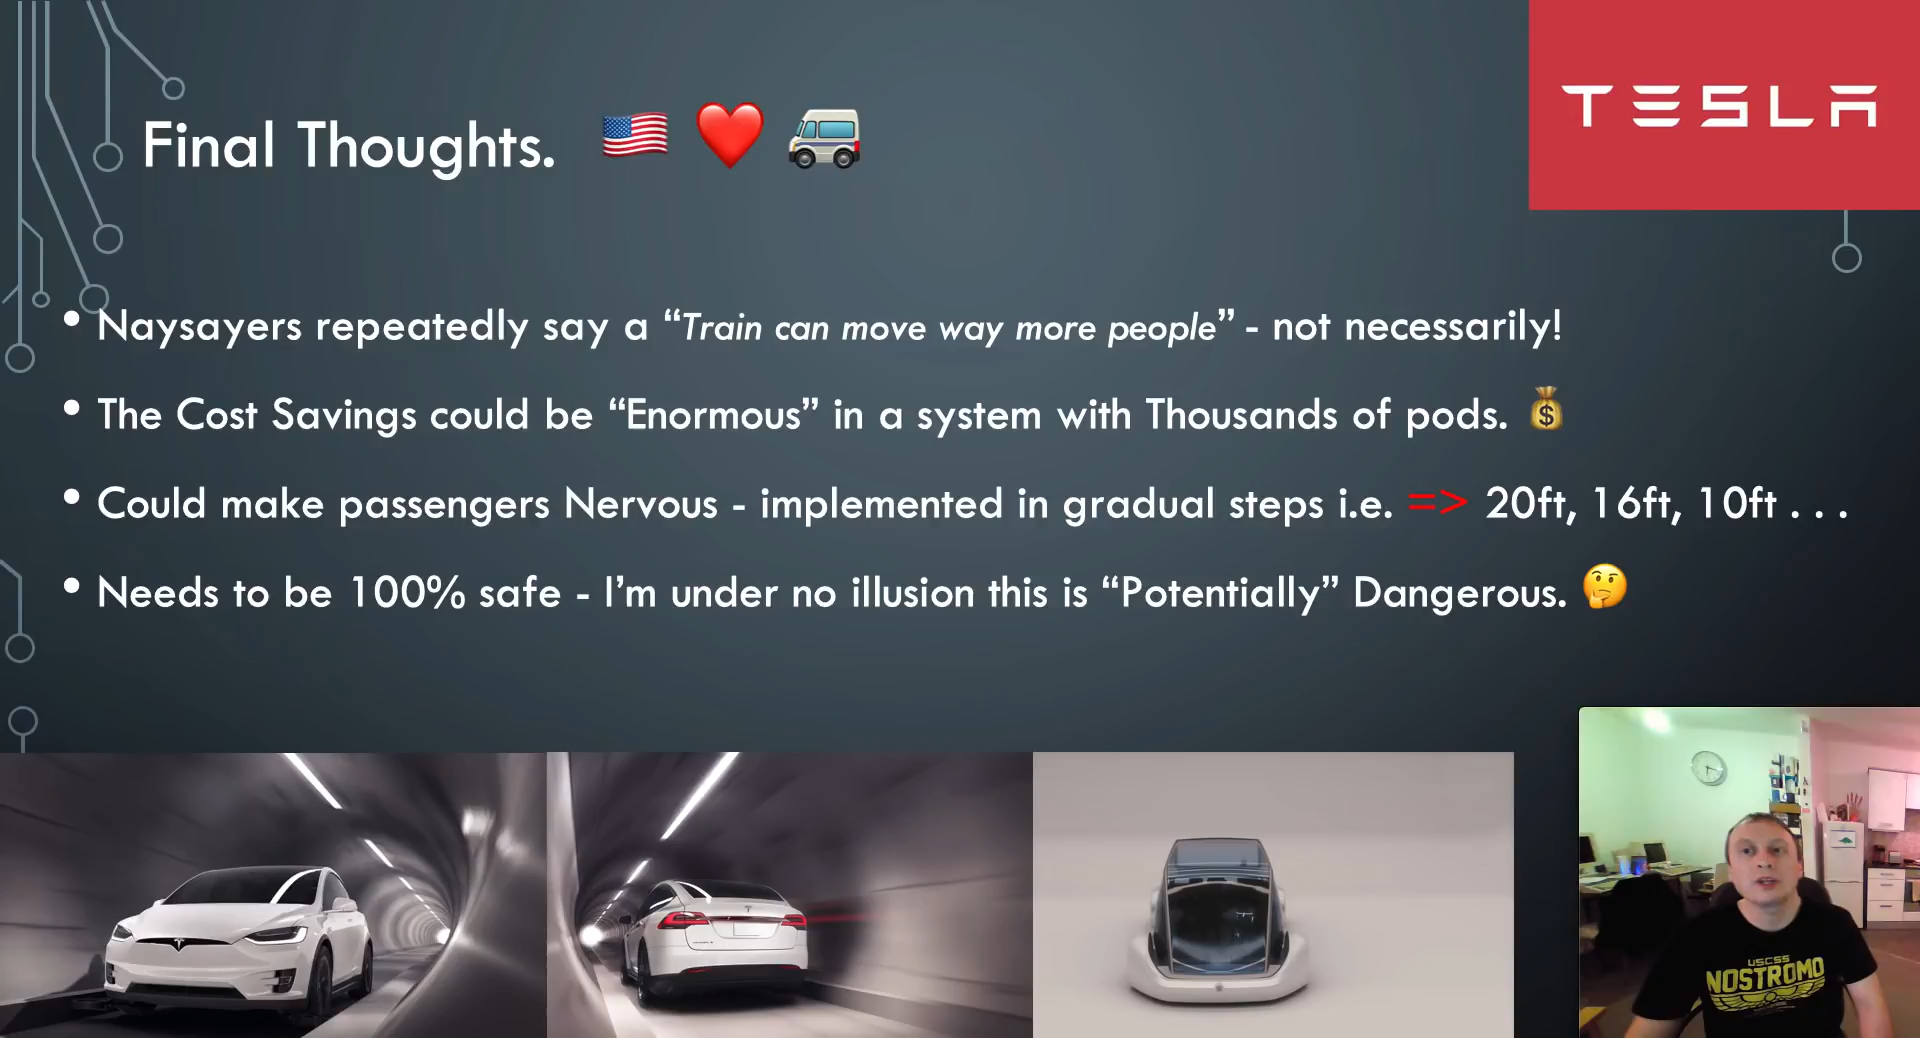 Final Thoughts. 🇺🇸 ❤️ 🚐
TESLA
• Naysayers repeatedly say a “Train can move way more people” - not necessarily!
• The Cost Savings could be “Enormous” in a system with Thousands of pods. 💰
• Could make passengers Nervous - implemented in gradual steps i.e. => 20ft, 16ft, 10ft . . .
• Needs to be 100% safe - I’m under no illusion this is “Potentially” Dangerous. 🤔
USCSS
NOSTROMO